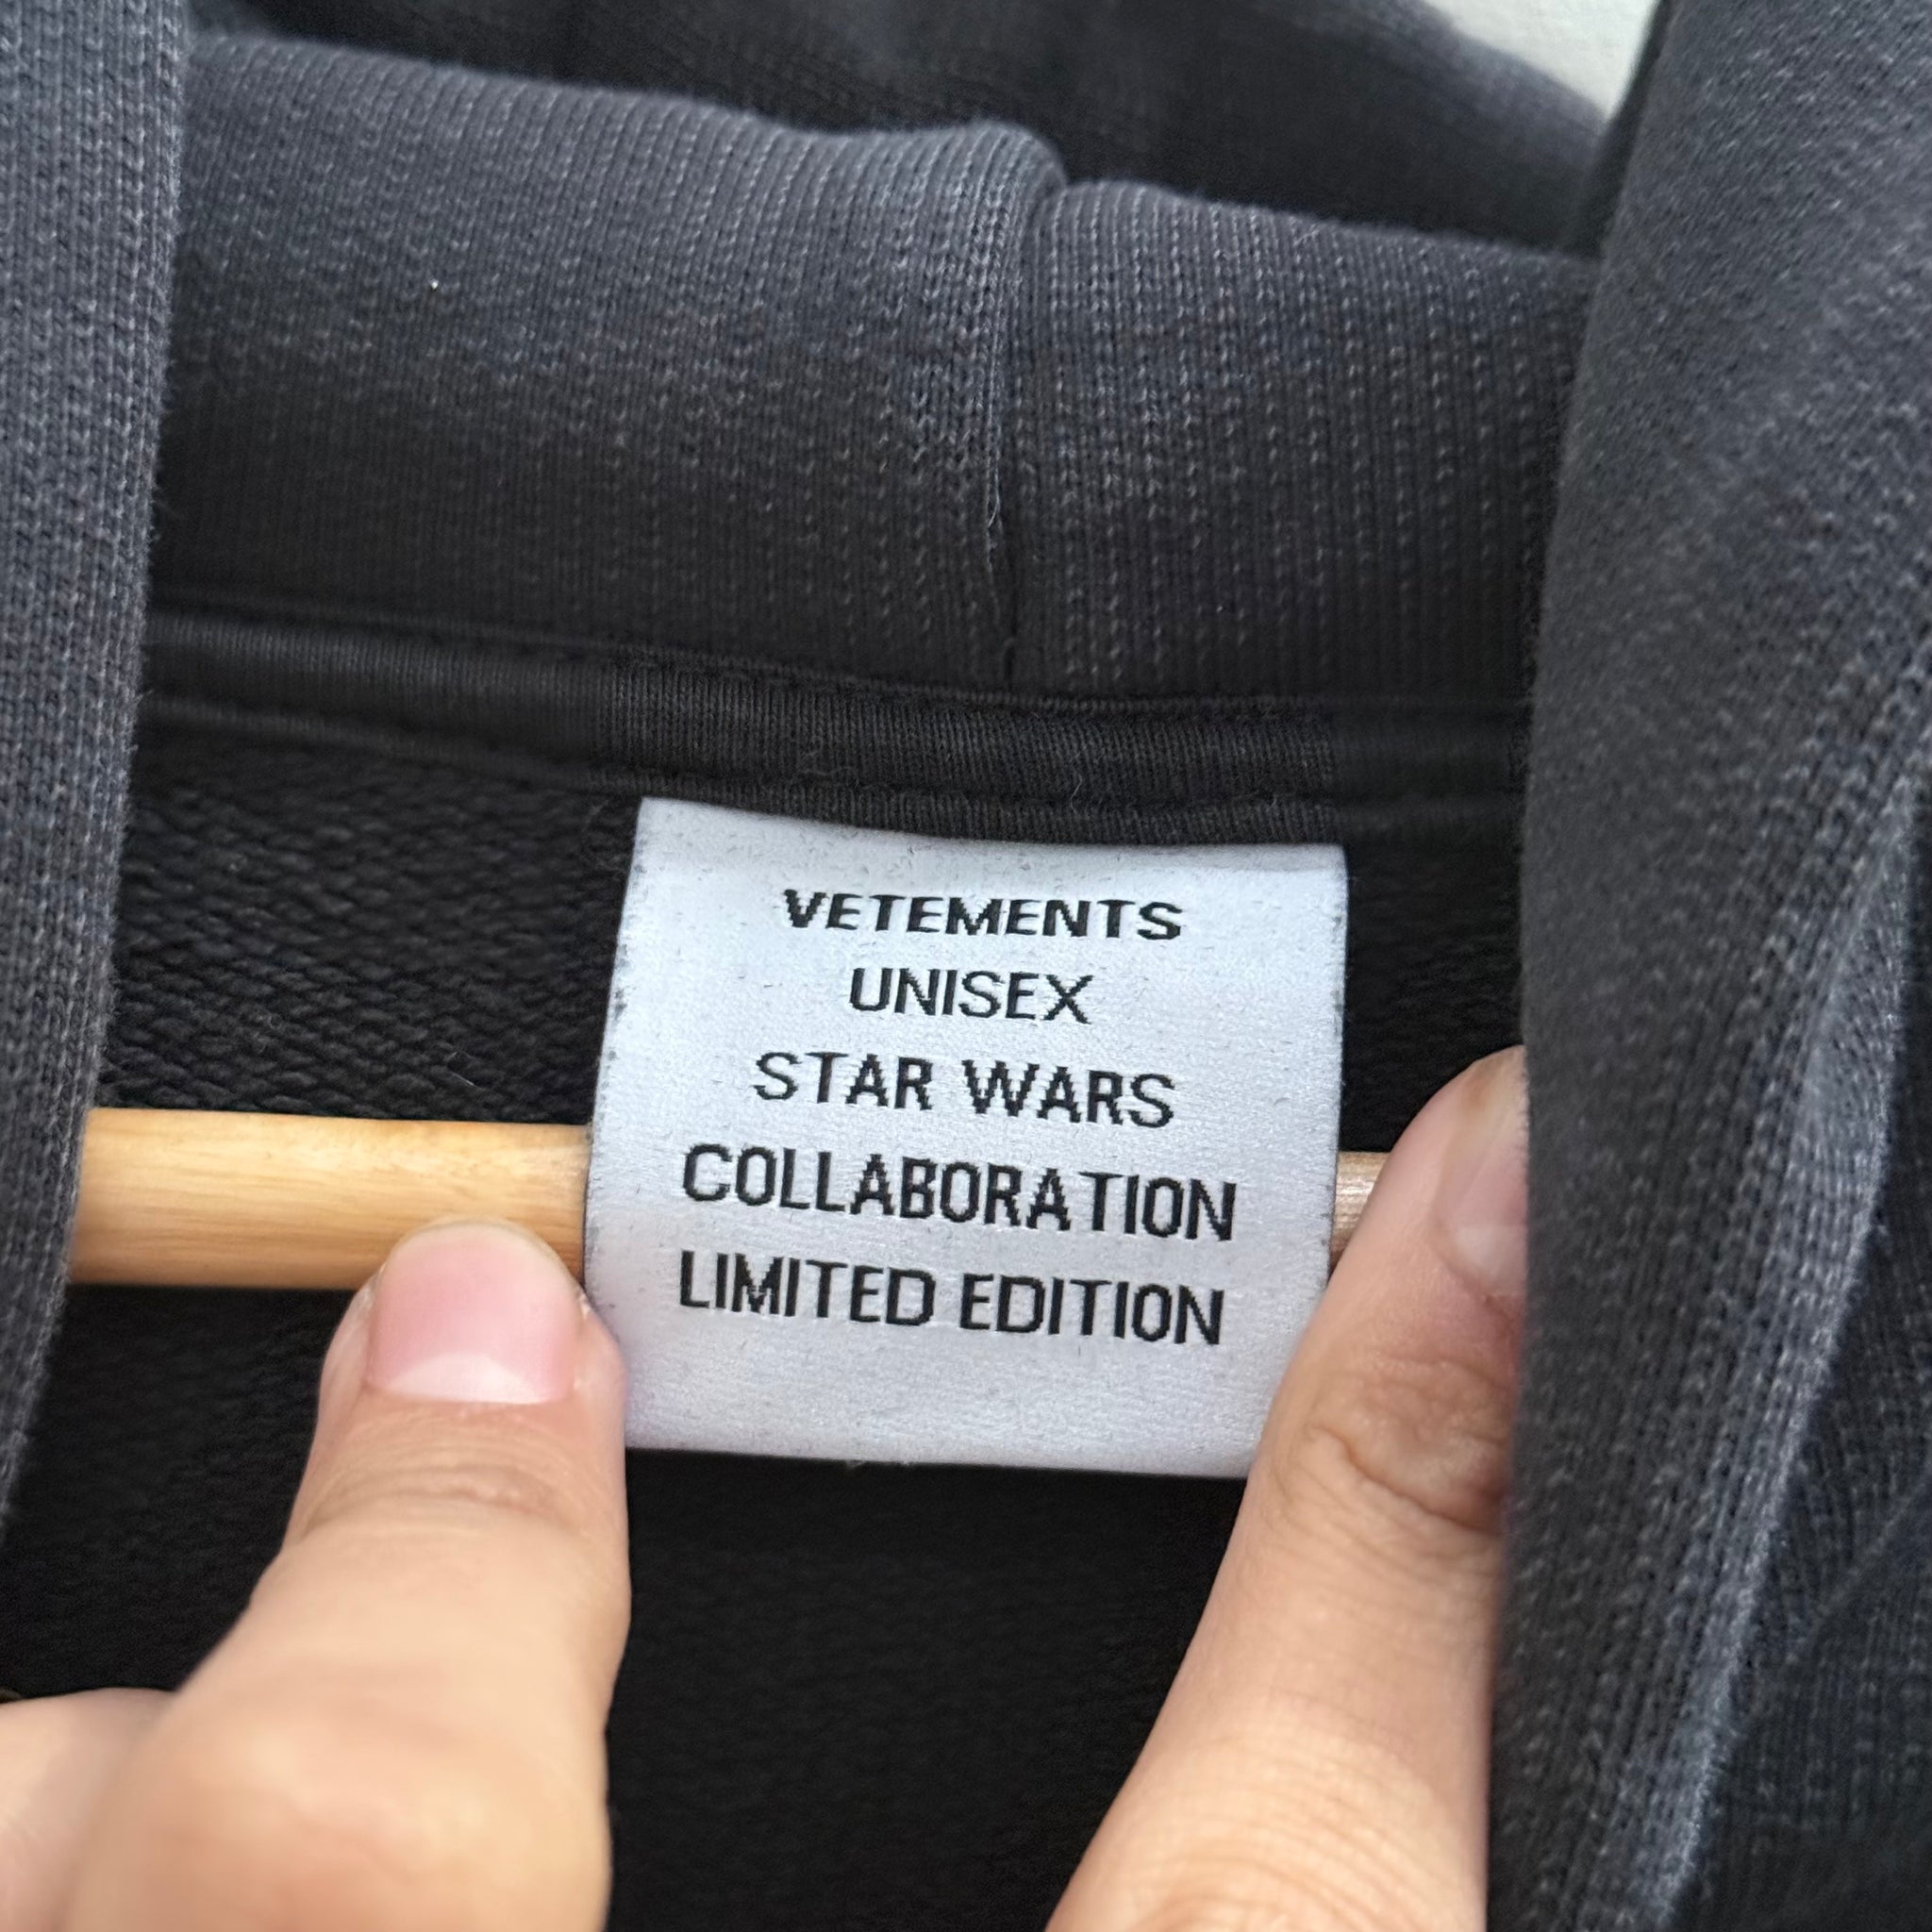 VETEMENTS
UNISEX
STAR WARS
COLLABORATION
LIMITED EDITION